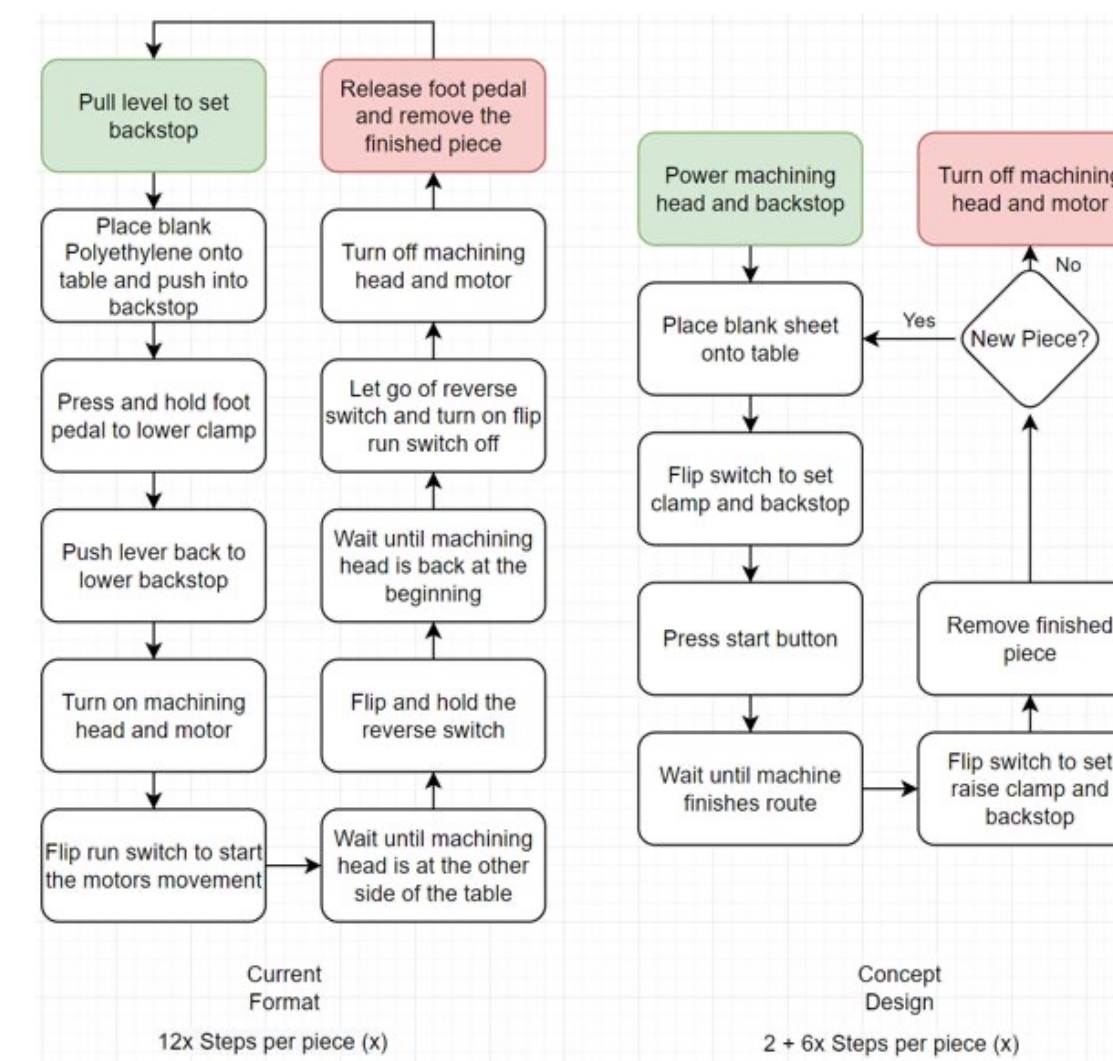 Pull level to set
backstop
Place blank
Polyethylene onto
table and push into
backstop
Press and hold foot
pedal to lower clamp
Push lever back to
lower backstop
Turn on machining
head and motor
Flip run switch to start
the motors movement
Release foot pedal
and remove the
finished piece
Turn off machining
head and motor
Let go of reverse
switch and turn on flip
run switch off
Wait until machining
head is back at the
beginning
Flip and hold the
reverse switch
Wait until machining
head is at the other
side of the table
Current
Format
12x Steps per piece (x)
Power machining
head and backstop
Place blank sheet
onto table
Flip switch to set
clamp and backstop
Press start button
Wait until machine
finishes route
Turn off machining
head and motor
No
Yes
New Piece?
Remove finished
piece
Flip switch to set
raise clamp and
backstop
Concept
Design
2 + 6x Steps per piece (x)